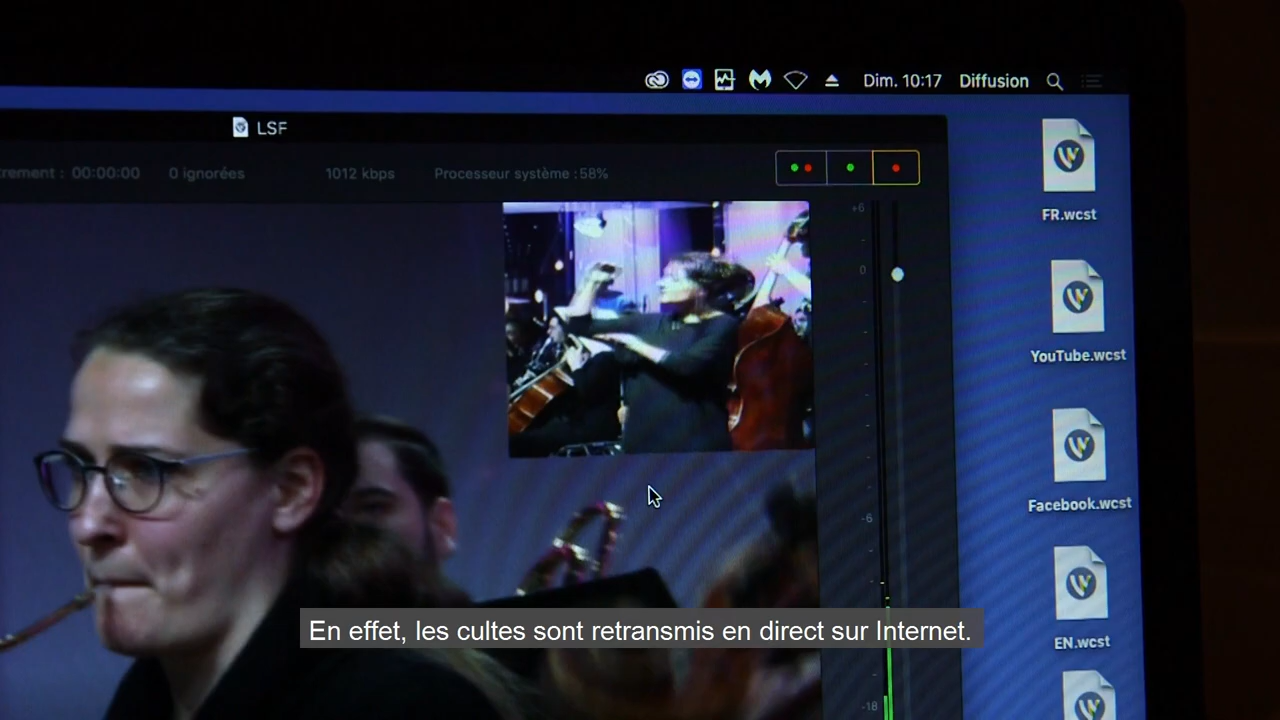 Dim. 10:17 Diffusion
LSF
trement : 00:00:00 0 ignorées 1012 kbps Processeur système : 58%
+6
0
-6
-18
FR.wcst
YouTube.wcst
Facebook.wcst
EN.wcst
En effet, les cultes sont retransmis en direct sur Internet.